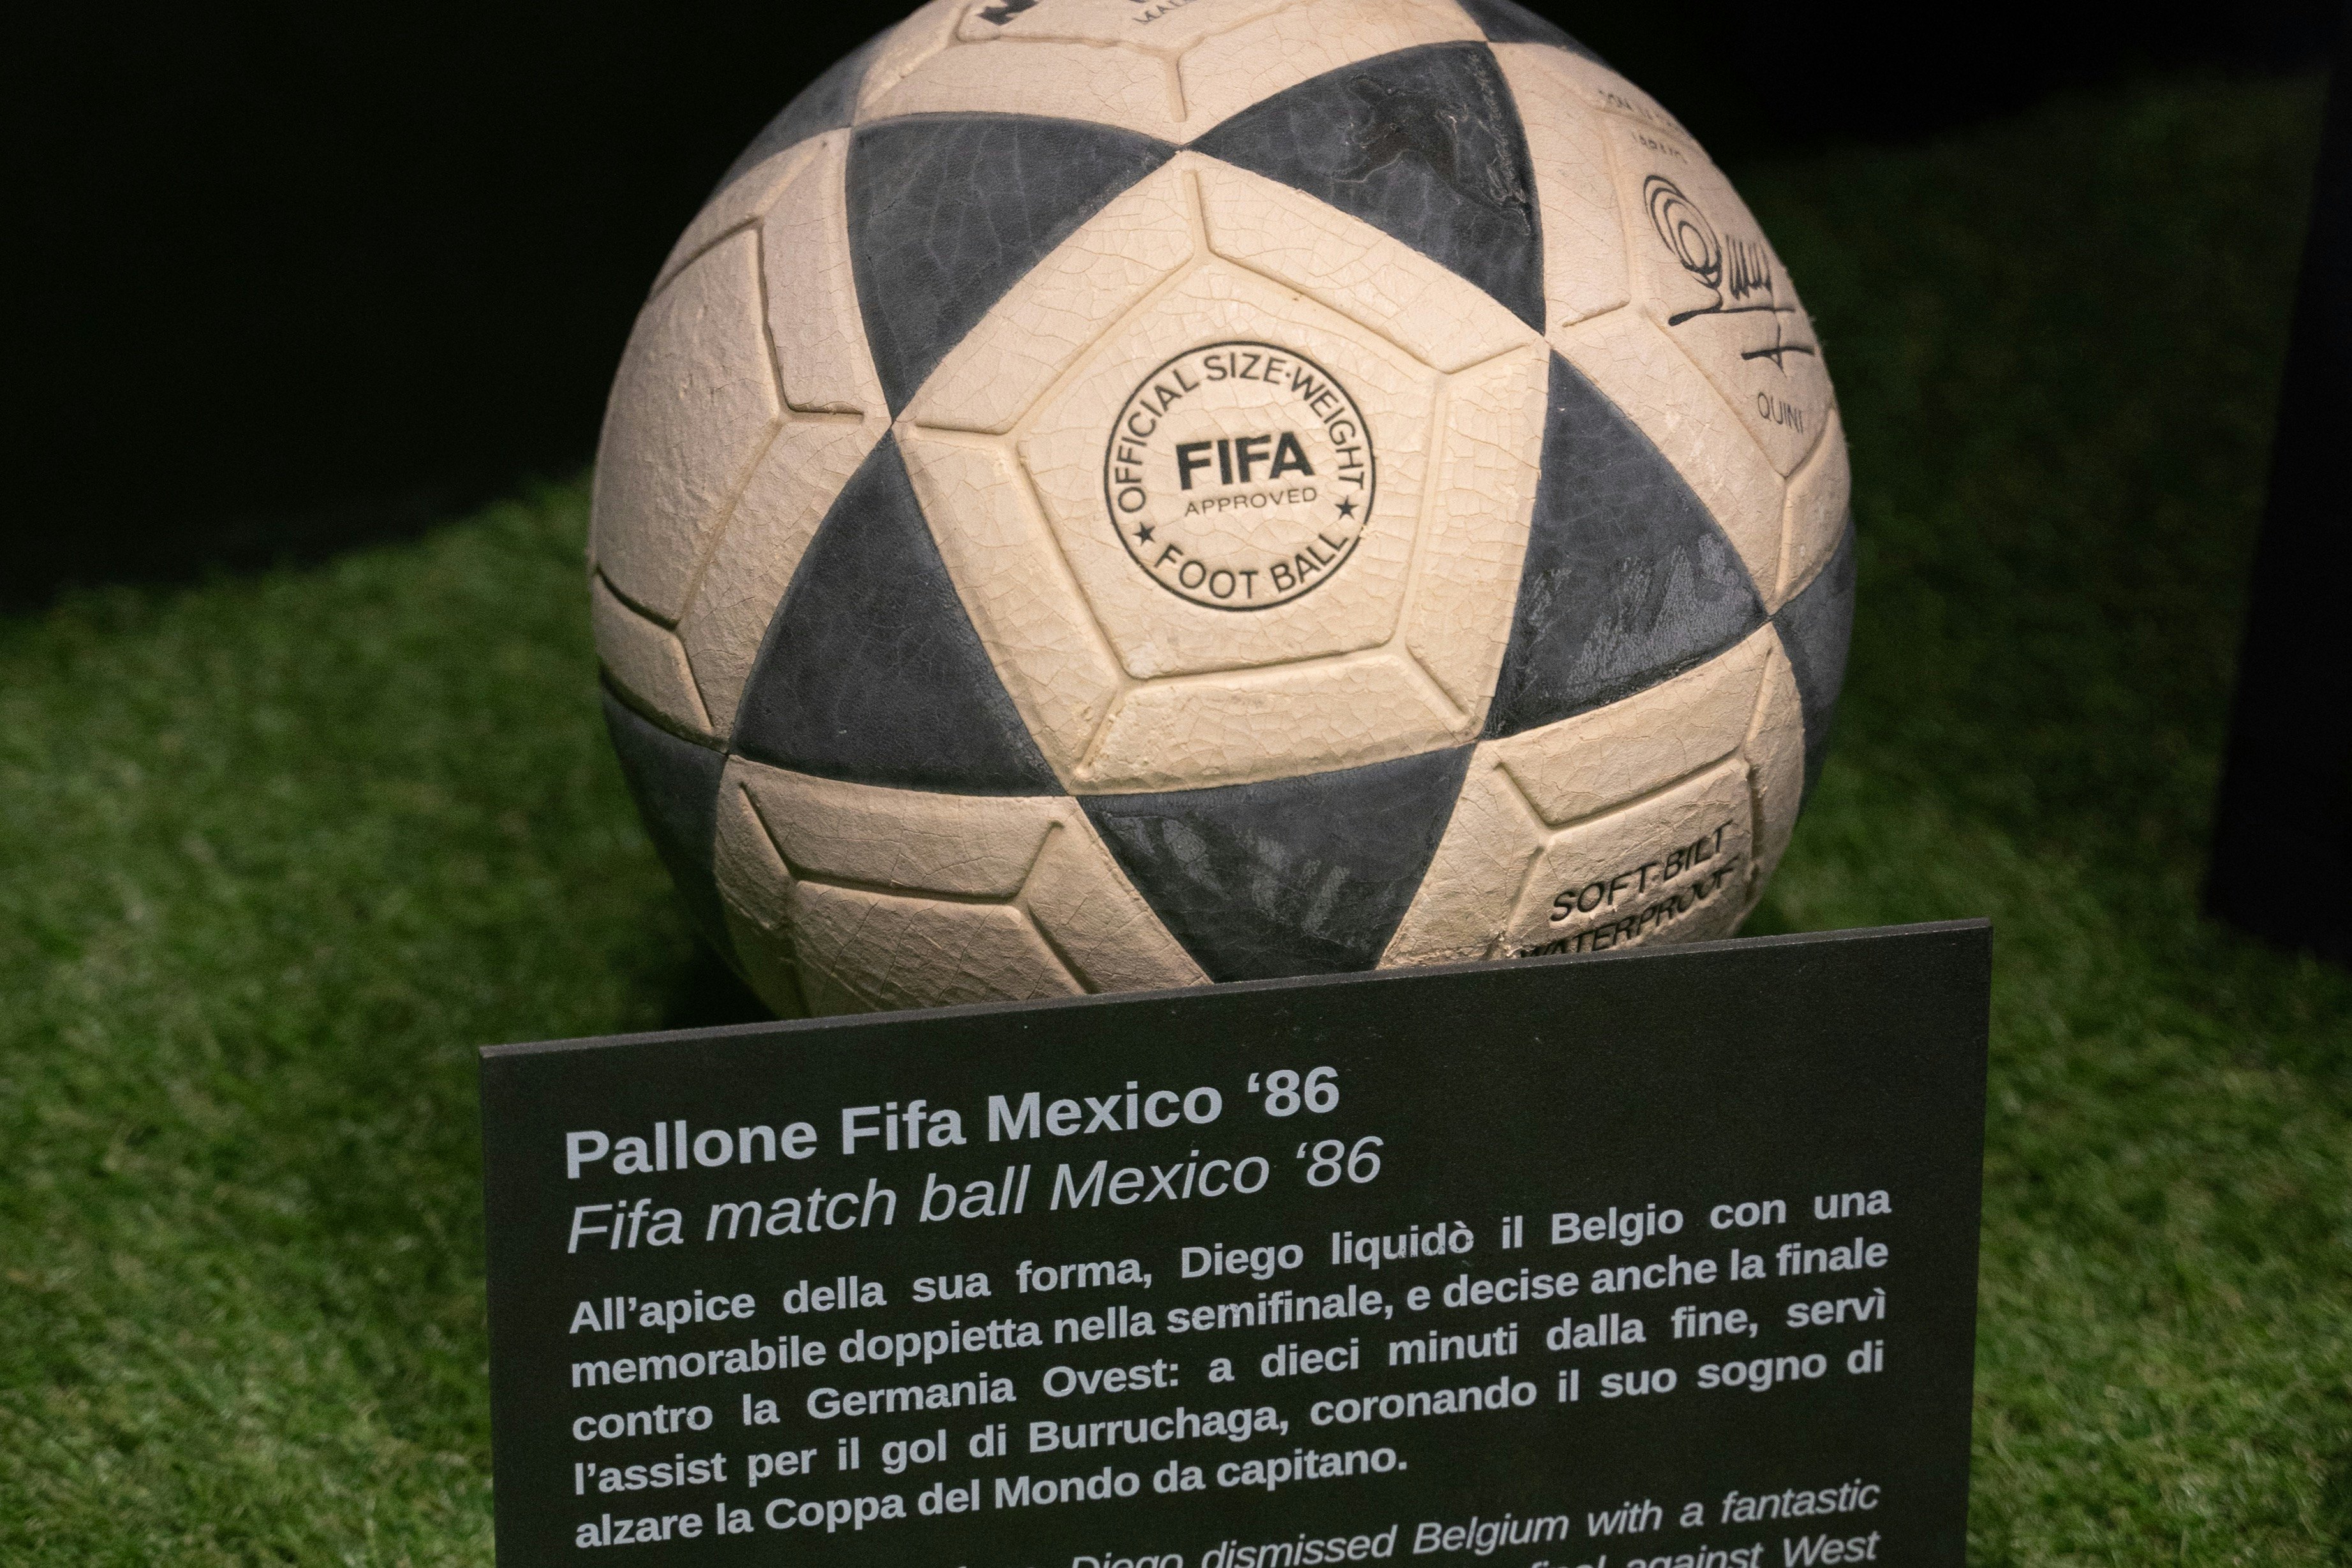 OFFICIAL SIZE·WEIGHT
FIFA
APPROVED
★ FOOT BALL ★
QUINI
SOFT-BILT
WATERPROOF
Pallone Fifa Mexico ‘86
Fifa match ball Mexico ‘86
All’apice della sua forma, Diego liquidò il Belgio con una
memorabile doppietta nella semifinale, e decise anche la finale
contro la Germania Ovest: a dieci minuti dalla fine, servì
l’assist per il gol di Burruchaga, coronando il suo sogno di
alzare la Coppa del Mondo da capitano.
Diego dismissed Belgium with a fantastic
final against West